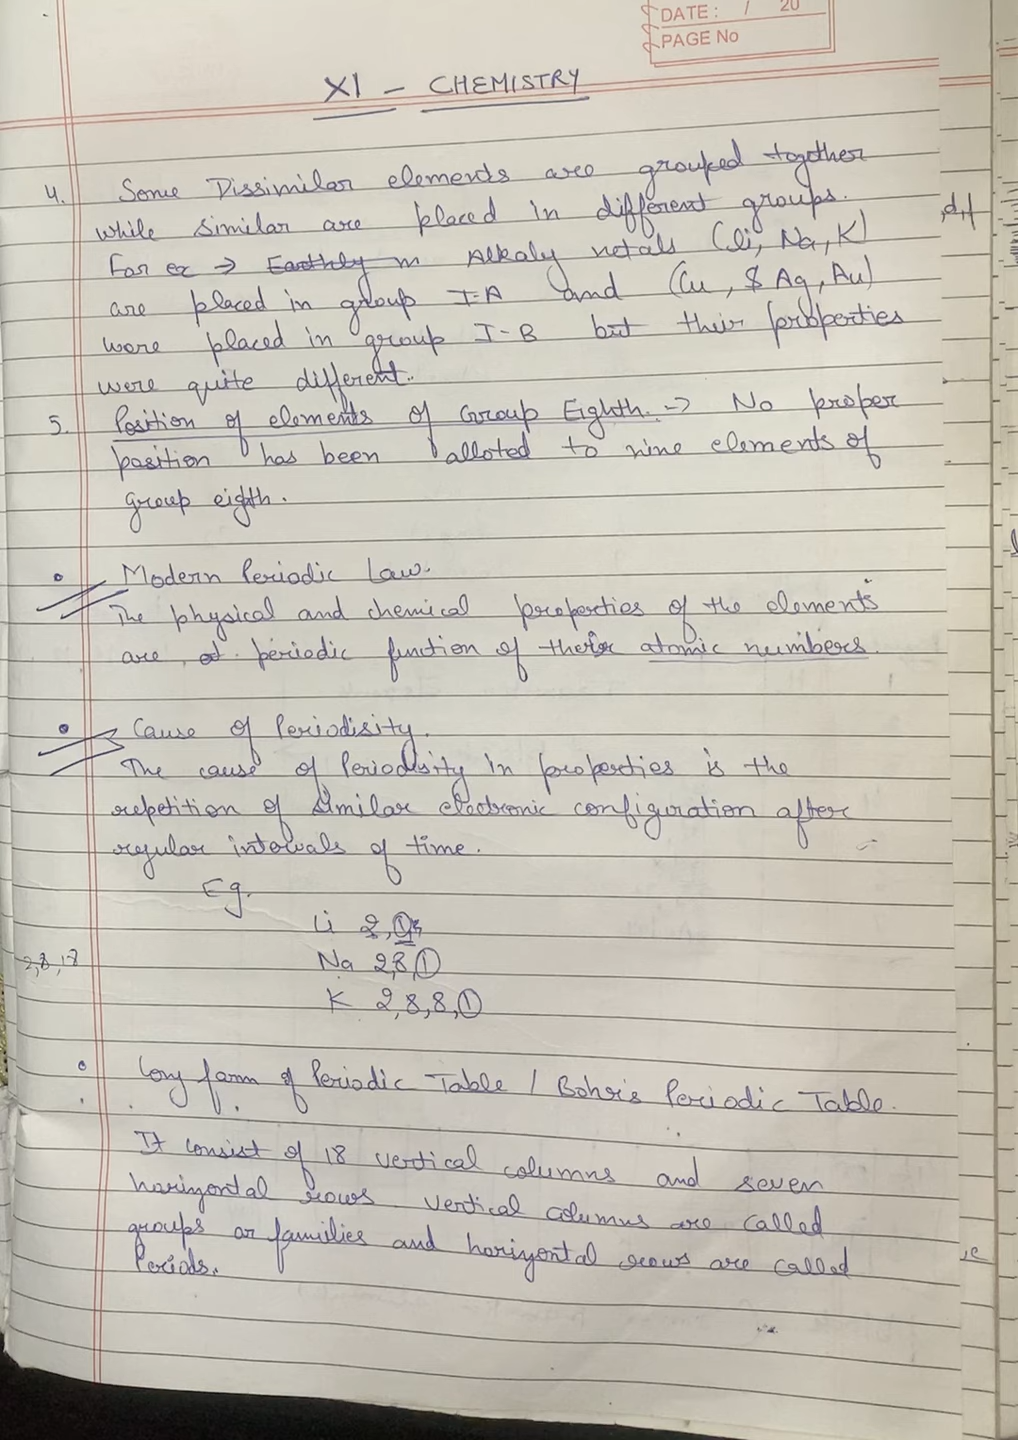 DATE: / 20
PAGE No
XI - CHEMISTRY
4. Some Dissimilar elements are grouped together
while similar are placed in different groups.
For ex → Earthly m Alkaly netals (Li, Na, K)
are placed in group I-A and (Cu, $ Ag, Au)
were placed in group I-B but their properties
were quite different.
5. Position of elements of Group Eighth. → No proper
position has been alloted to nine elements of
group eighth.
• Modern Periodic Law.
The physical and chemical properties of the elements
are periodic function of their atomic numbers.
• Cause of Periodisity.
The cause of Periodisity in properties is the
repetition of similar electronic configuration after
regular intervals of time.
Eg.
Li 2,1
Na 2,8,1
2,8,18
K 2,8,8,1
• Long form of Periodic Table / Bohr's Periodic Table.
It consist of 18 vertical columns and seven
horizontal rows. Vertical columns are called
groups or families and horizontal rows are called
Periods.
,d,f